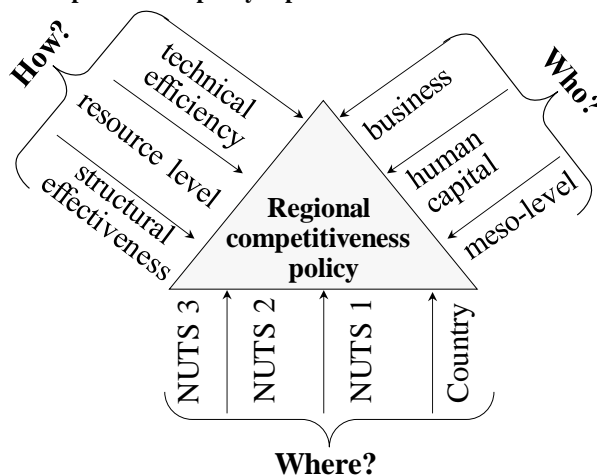 How?
technical
efficiency
resource level
structural
effectiveness
Who?
business
human
capital
meso-level
Regional
competitiveness
policy
NUTS 3
NUTS 2
NUTS 1
Country
Where?